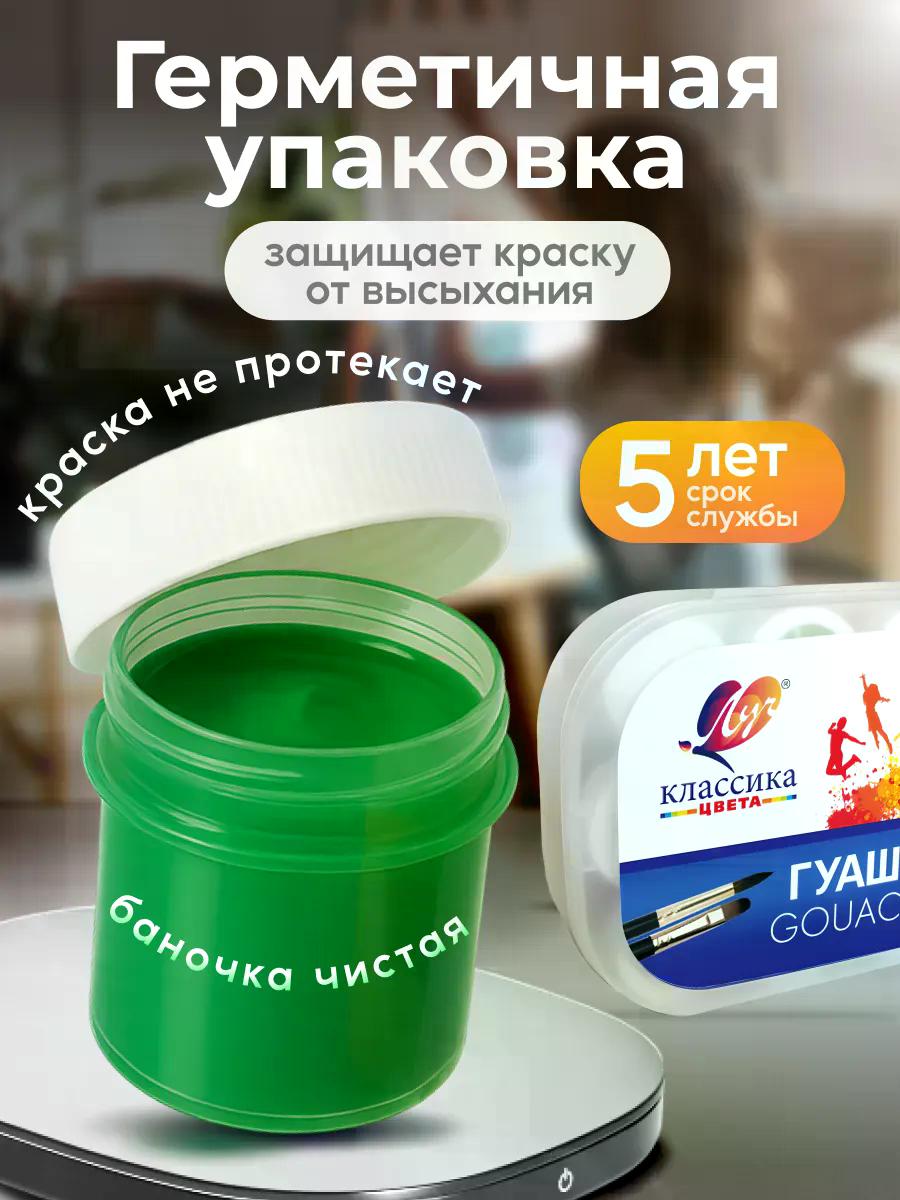 Герметичная
упаковка
защищает краску
от высыхания
краска не протекает
5 лет
срок
службы
Луч®
классика
ЦВЕТА
ГУАШ
GOUAC
баночка чистая